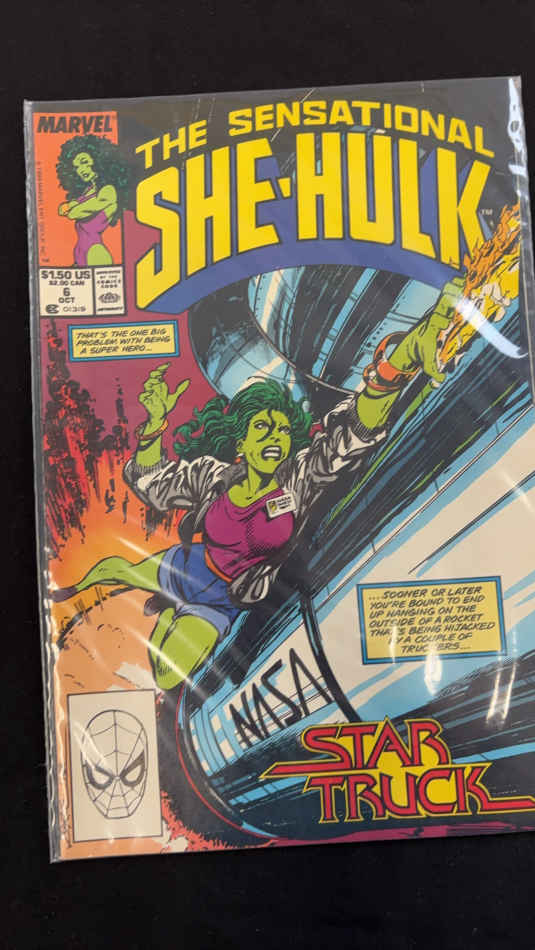 MARVEL
THE SENSATIONAL
SHE-HULK
TM
$1.50 US
$2.00 CAN
6
OCT
APPROVED
BY THE
COMICS
CODE
AUTHORITY
THAT'S THE ONE BIG
PROBLEM WITH BEING
A SUPER HERO...
...SOONER OR LATER
YOU'RE BOUND TO END
UP HANGING ON THE
OUTSIDE OF A ROCKET
THAT'S BEING HIJACKED
BY A COUPLE OF
TRUCKERS...
NASA
STAR
TRUCK